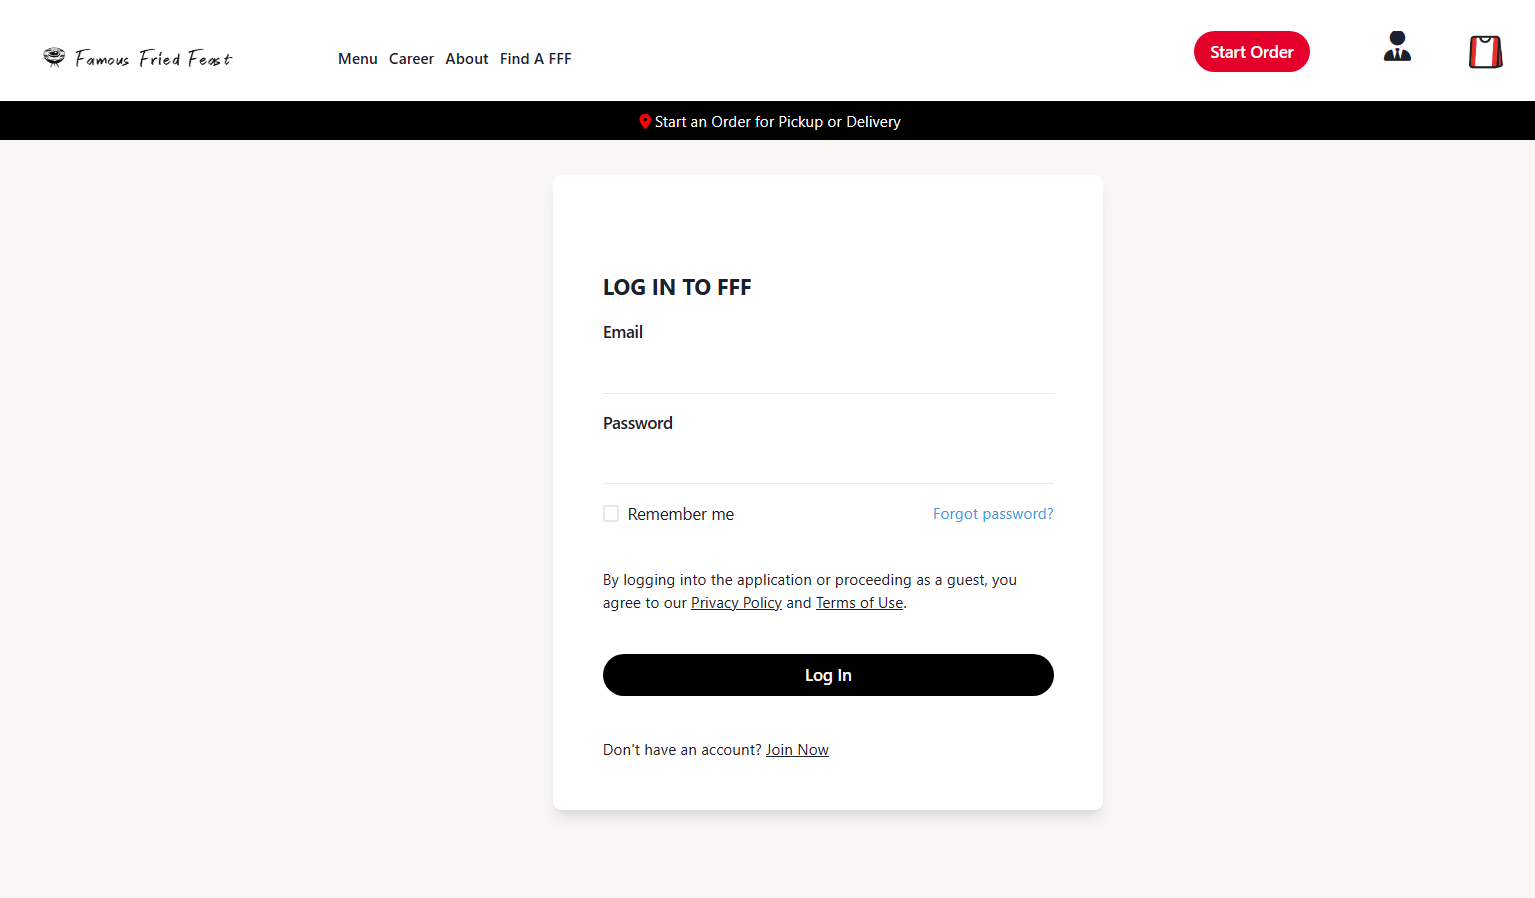 Famous Fried Feast
Menu Career About Find A FFF
Start Order
Start an Order for Pickup or Delivery
LOG IN TO FFF
Email
Password
Remember me
Forgot password?
By logging into the application or proceeding as a guest, you
agree to our Privacy Policy and Terms of Use.
Log In
Don't have an account? Join Now